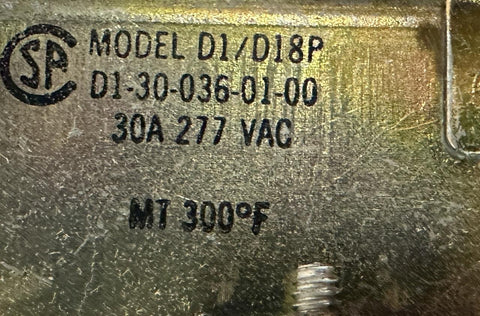 SP MODEL D1/D18P
D1-30-036-01-00
30A 277 VAC
MT 300°F